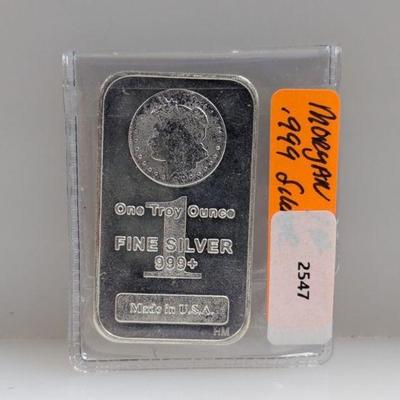 One Troy Ounce
1
FINE SILVER
999+
Made in U.S.A.
HM
Morgan
.999
2547